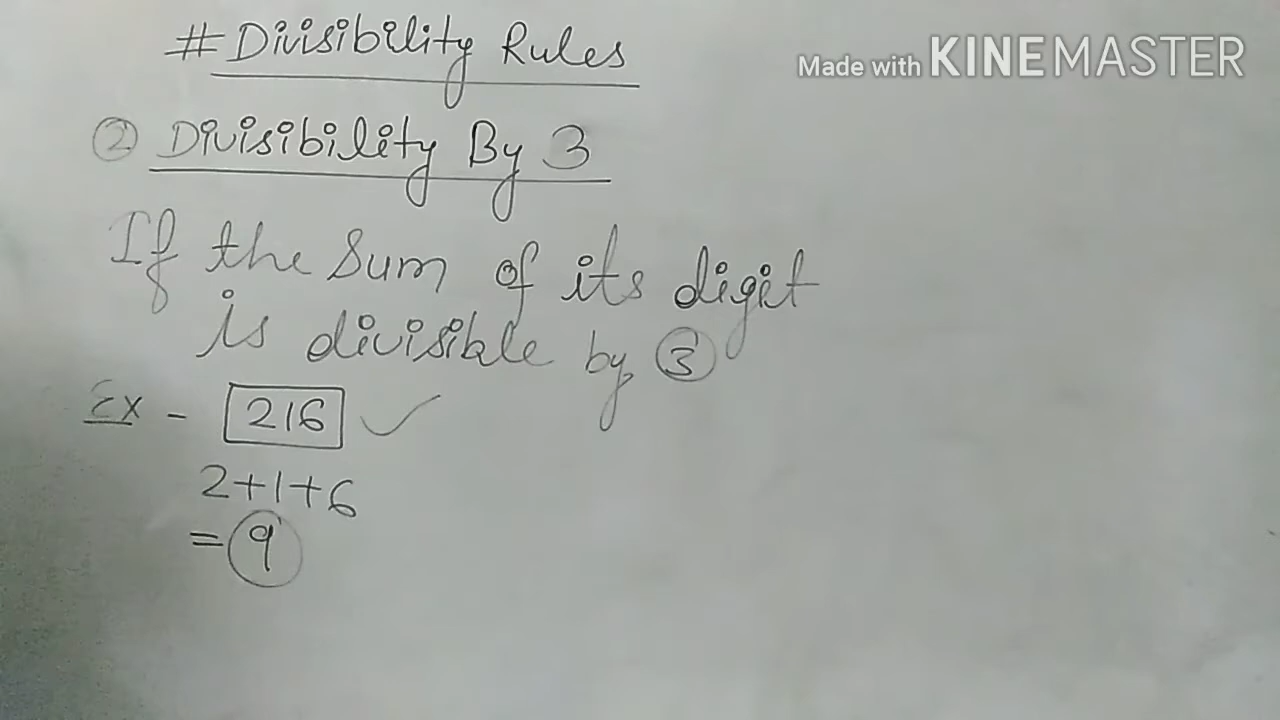 # Divisibility Rules
Made with KINEMASTER
② Divisibility By 3
If the Sum of its digit
is divisible by ③
Ex - 216 ✓
2+1+6
= 9